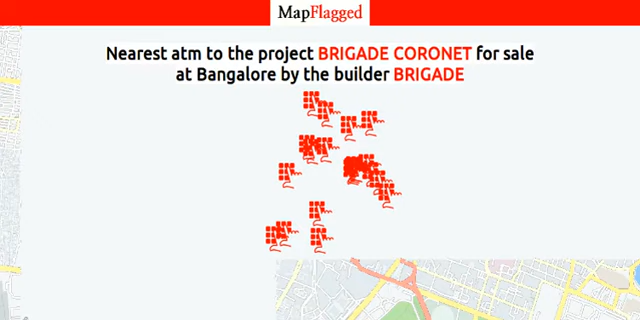 MapFlagged
Nearest atm to the project BRIGADE CORONET for sale
at Bangalore by the builder BRIGADE